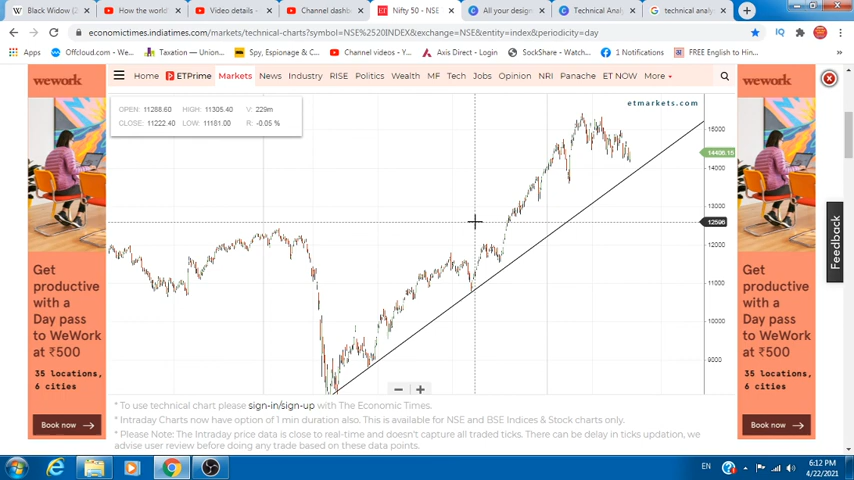 Black Widow (
How the world
Video details -
Channel dashb
Nifty 50 - NSE
All your design
Technical Anal
technical analy
economictimes.indiatimes.com/markets/technical-charts?symbol=NSE%2520INDEX&exchange=NSE&entity=index&periodicity=day
Apps
Offcloud.com - We...
Taxation — Union...
Spy, Espionage & C...
Channel videos - Y...
Axis Direct - Login
SockShare - Watch...
1 Notifications
Income Tax Depart...
wework
Home
ETPrime
Markets
News
Industry
RISE
Politics
Wealth
MF
Tech
Jobs
Opinion
NRI
Panache
ET NOW
More
wework
OPEN: 11288.60 HIGH: 11305.40 V: 229m
CLOSE: 11222.40 LOW: 11181.00 R: -0.05 %
etmarkets.com
15000
14406.15
14000
13000
12596
12000
11000
10000
9000
Feedback
Get
productive
with a
Day pass
to WeWork
at ₹500
35 locations,
6 cities
Book now
Get
productive
with a
Day pass
to WeWork
at ₹500
35 locations,
6 cities
Book now
* To use technical chart please sign-in/sign-up with The Economic Times.
* Intraday Charts now have option of 1 min duration also. This is available for NSE and BSE Indices & Stock charts only.
* Please Note: The Intraday price data is close to real-time and doesn't capture all traded ticks. There can be delay in ticks updation, we
advise user review before doing any trade based on these data points.
EN
6:12 PM
4/22/2021